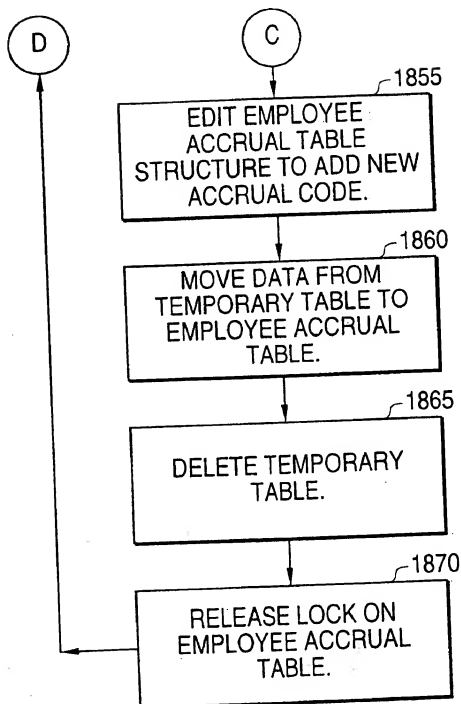 D
C
1855
EDIT EMPLOYEE
ACCRUAL TABLE
STRUCTURE TO ADD NEW
ACCRUAL CODE.
1860
MOVE DATA FROM
TEMPORARY TABLE TO
EMPLOYEE ACCRUAL
TABLE.
1865
DELETE TEMPORARY
TABLE.
1870
RELEASE LOCK ON
EMPLOYEE ACCRUAL
TABLE.